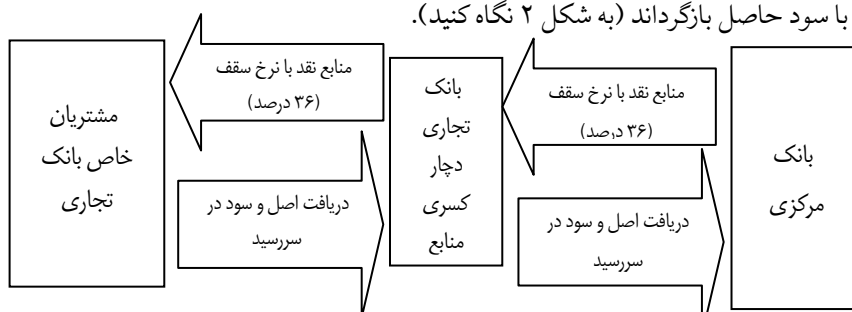 با سود حاصل بازگرداند (به شکل ۲ نگاه کنید).
بانک
مرکزی
منابع نقد با نرخ سقف
(۳۶ درصد)
دریافت اصل و سود در
سررسید
بانک
تجاری
دچار
کسری
منابع
منابع نقد با نرخ سقف
(۳۶ درصد)
دریافت اصل و سود در
سررسید
مشتریان
خاص بانک
تجاری